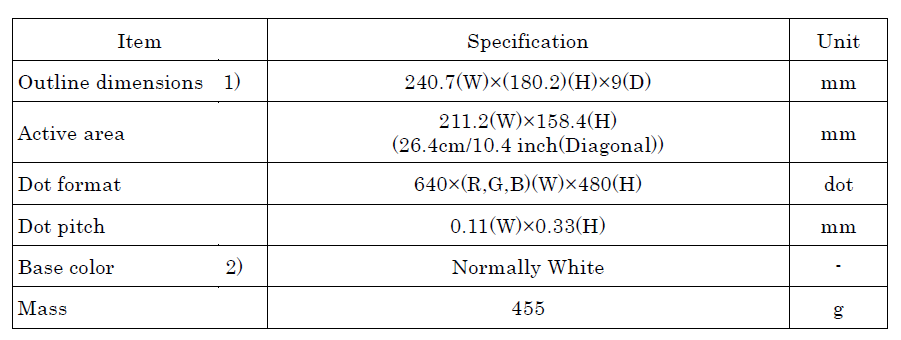 Item Specification Unit
Outline dimensions 1) 240.7(W)×(180.2)(H)×9(D) mm
Active area 211.2(W)×158.4(H)
(26.4cm/10.4 inch(Diagonal)) mm
Dot format 640×(R,G,B)(W)×480(H) dot
Dot pitch 0.11(W)×0.33(H) mm
Base color 2) Normally White -
Mass 455 g